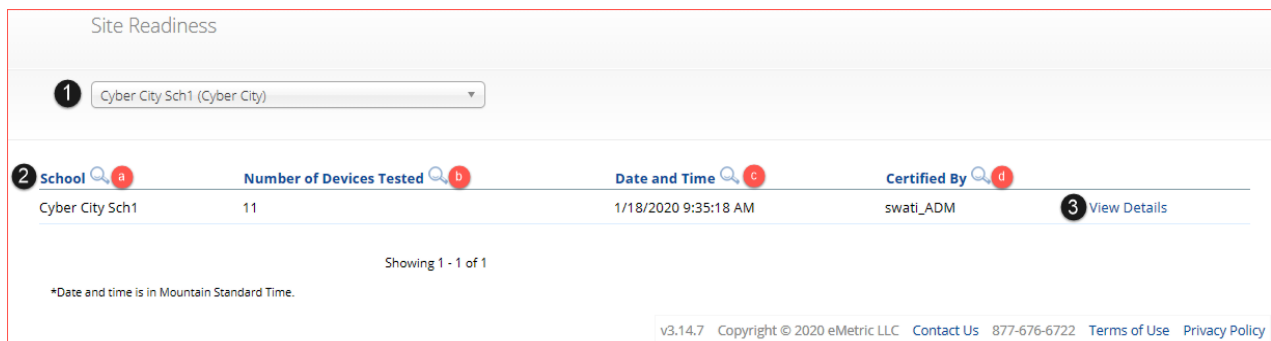 Site Readiness
1 Cyber City Sch1 (Cyber City)
2 School a Number of Devices Tested b Date and Time c Certified By d
Cyber City Sch1 11 1/18/2020 9:35:18 AM swati_ADM 3 View Details
Showing 1 - 1 of 1
*Date and time is in Mountain Standard Time.
v3.14.7 Copyright © 2020 eMetric LLC Contact Us 877-676-6722 Terms of Use Privacy Policy